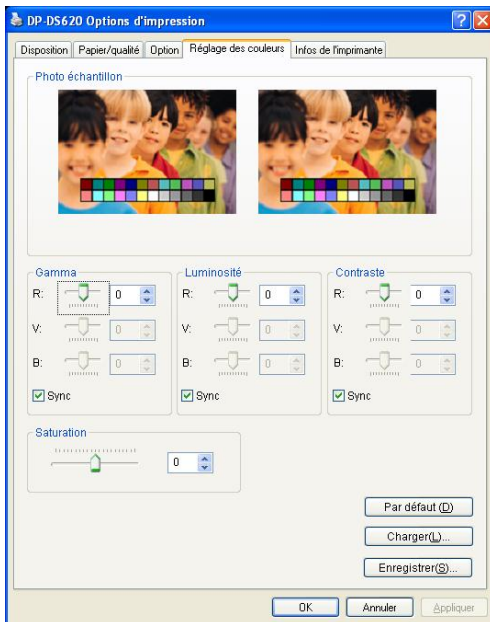 DP-DS620 Options d'impression
Disposition Papier/qualité Option Réglage des couleurs Infos de l'imprimante
Photo échantillon
Gamma Luminosité Contraste
R: 0 R: 0 R: 0
V: 0 V: 0 V: 0
B: 0 B: 0 B: 0
Sync Sync Sync
Saturation
0
Par défaut (D)
Charger(L)...
Enregistrer(S)...
OK Annuler Appliquer